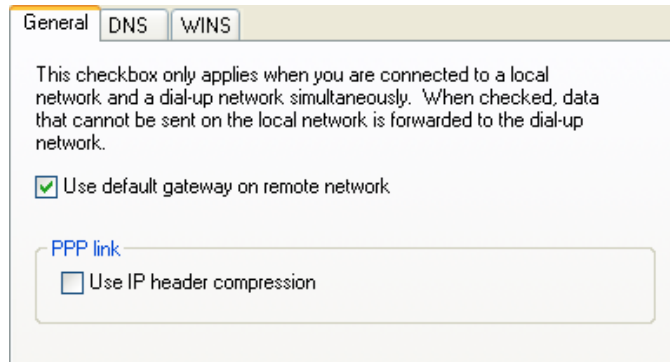 General DNS WINS
This checkbox only applies when you are connected to a local
network and a dial-up network simultaneously. When checked, data
that cannot be sent on the local network is forwarded to the dial-up
network.
Use default gateway on remote network
PPP link
Use IP header compression